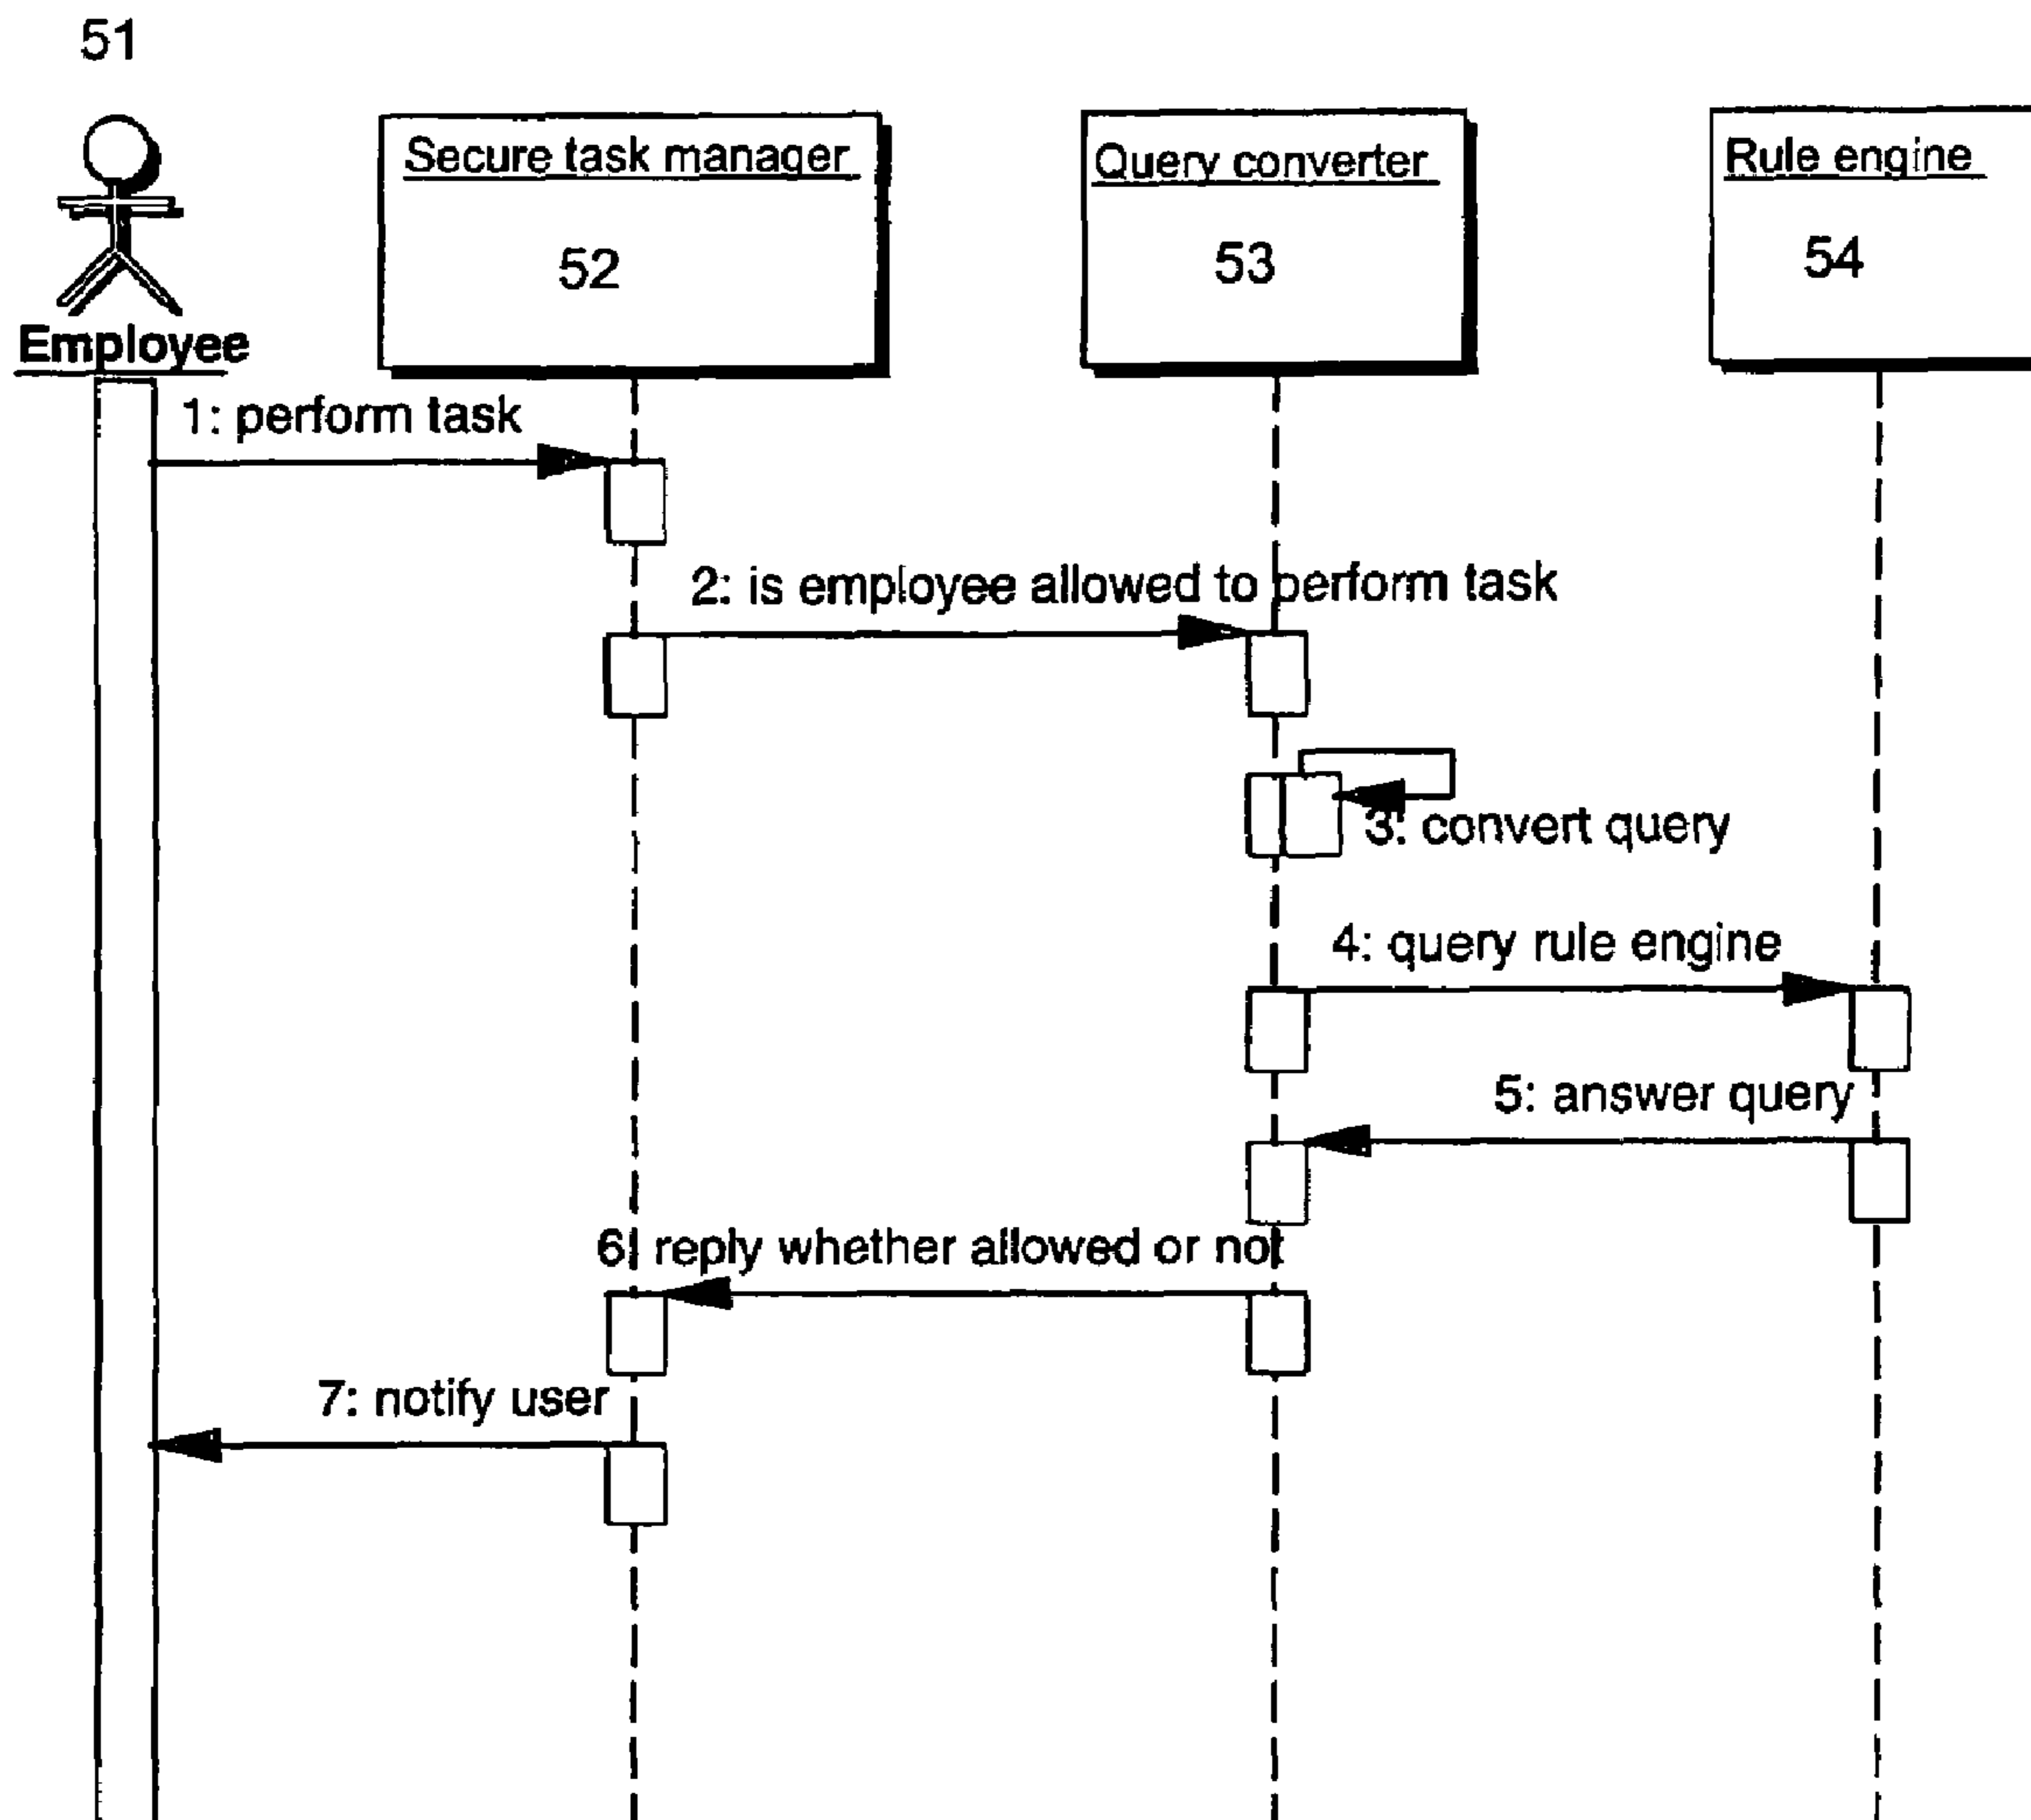 51
Secure task manager
Query converter
Rule engine
52
53
54
Employee
1: perform task
2: is employee allowed to perform task
3: convert query
4: query rule engine
5: answer query
6: reply whether allowed or not
7: notify user